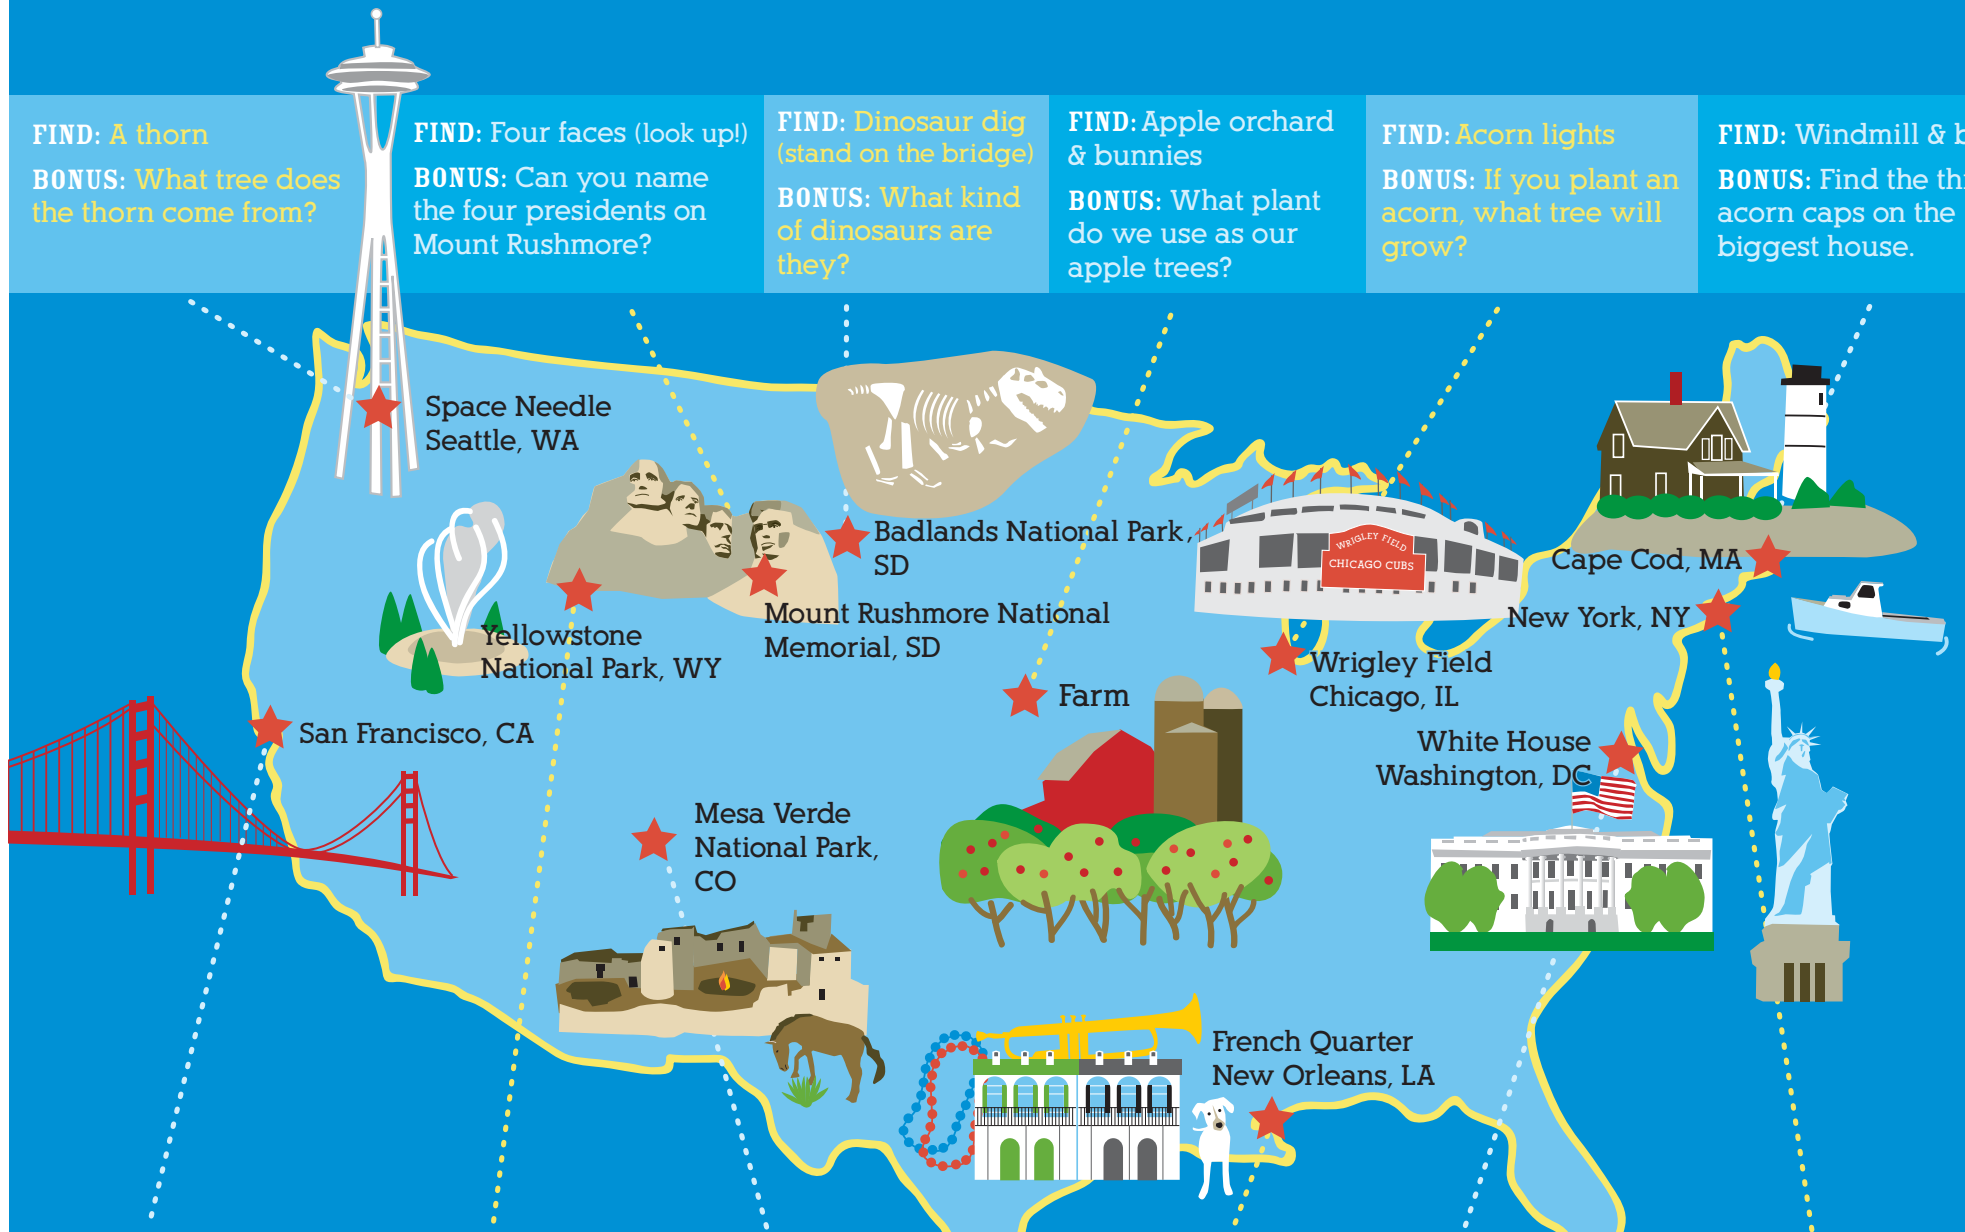 FIND: A thorn
BONUS: What tree does
the thorn come from?
FIND: Four faces (look up!)
BONUS: Can you name
the four presidents on
Mount Rushmore?
FIND: Dinosaur dig
(stand on the bridge)
BONUS: What kind
of dinosaurs are
they?
FIND: Apple orchard
& bunnies
BONUS: What plant
do we use as our
apple trees?
FIND: Acorn lights
BONUS: If you plant an
acorn, what tree will
grow?
FIND: Windmill &
BONUS: Find the
acorn caps on the
biggest house.
Space Needle
Seattle, WA
Badlands National Park,
SD
WRIGLEY FIELD
CHICAGO CUBS
Cape Cod, MA
Mount Rushmore National
Memorial, SD
New York, NY
Yellowstone
National Park, WY
Wrigley Field
Chicago, IL
Farm
San Francisco, CA
White House
Washington, DC
Mesa Verde
National Park,
CO
French Quarter
New Orleans, LA